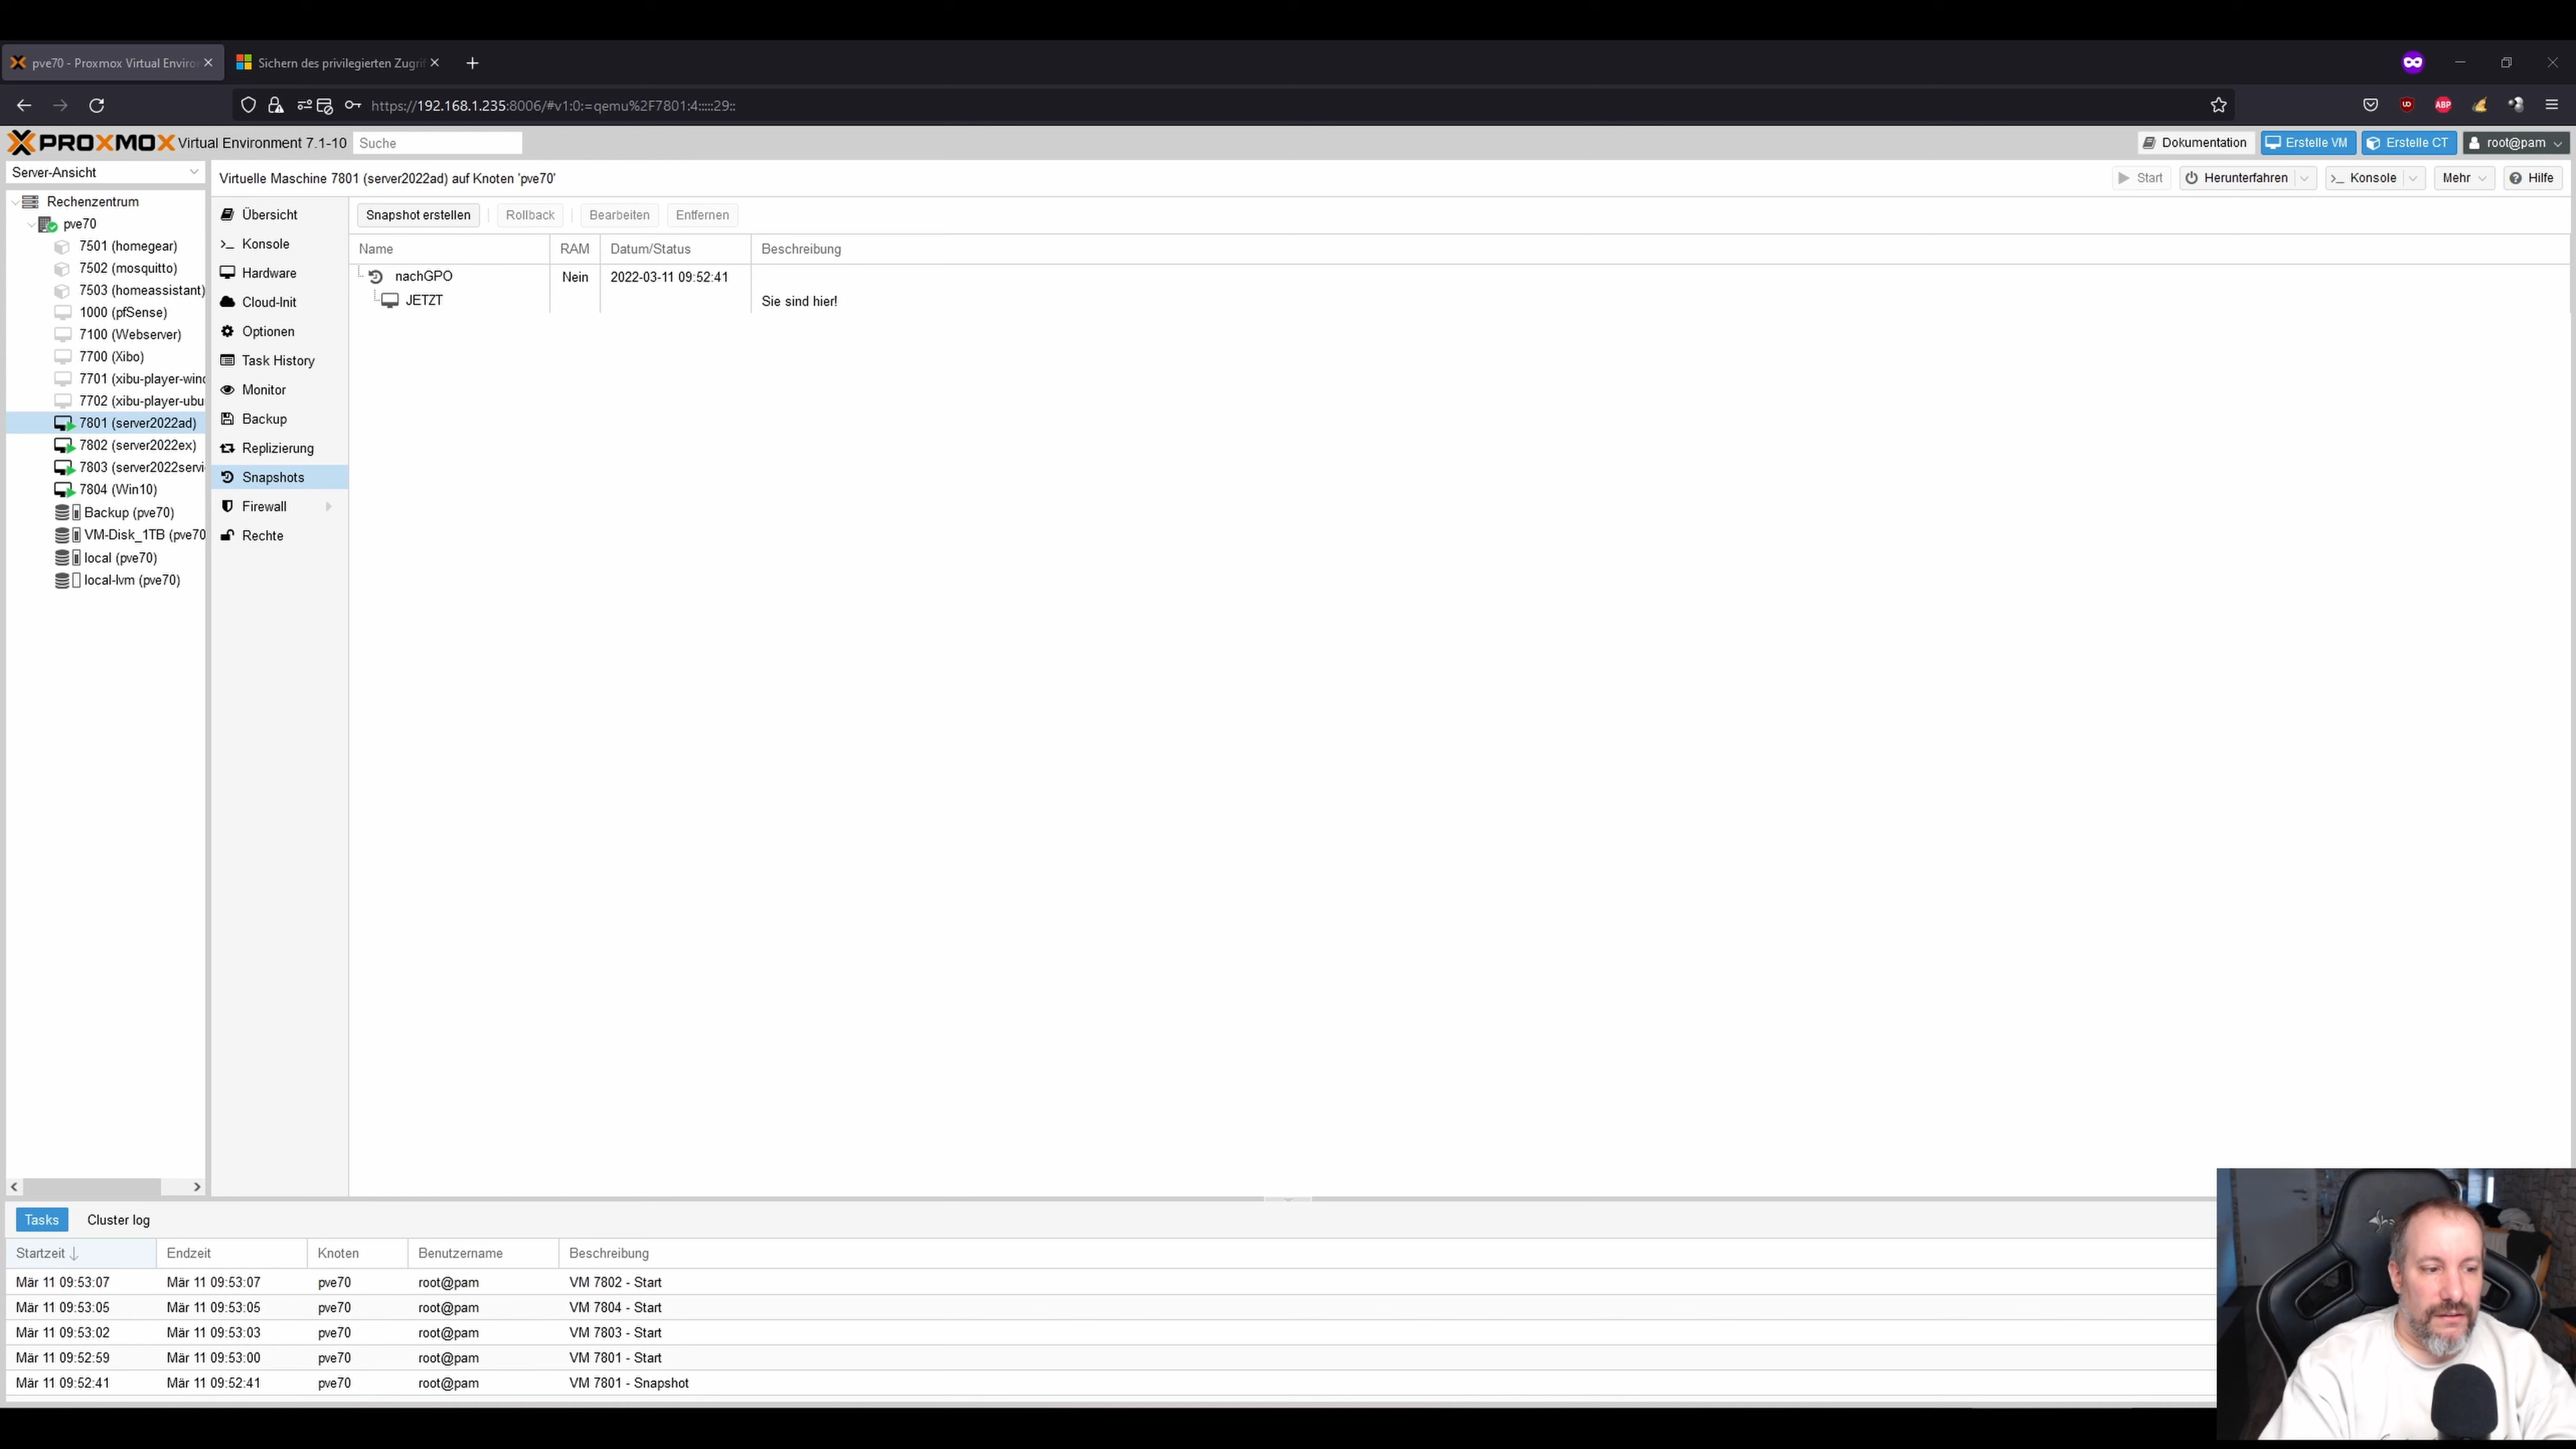 pve70 - Proxmox Virtual Enviro
Sichern des privilegierten Zugri
https://192.168.1.235:8006/#v1:0:=qemu%2F7801:4:::::29::
PROXMOX Virtual Environment 7.1-10 Suche
Dokumentation Erstelle VM Erstelle CT root@pam
Server-Ansicht
Virtuelle Maschine 7801 (server2022ad) auf Knoten 'pve70'
Start Herunterfahren Konsole Mehr Hilfe
Rechenzentrum
pve70
7501 (homegear)
7502 (mosquitto)
7503 (homeassistant)
1000 (pfSense)
7100 (Webserver)
7700 (Xibo)
7701 (xibu-player-wind
7702 (xibu-player-ubu
7801 (server2022ad)
7802 (server2022ex)
7803 (server2022servi
7804 (Win10)
Backup (pve70)
VM-Disk_1TB (pve70
local (pve70)
local-lvm (pve70)
Übersicht
Konsole
Hardware
Cloud-Init
Optionen
Task History
Monitor
Backup
Replizierung
Snapshots
Firewall
Rechte
Snapshot erstellen Rollback Bearbeiten Entfernen
Name RAM Datum/Status Beschreibung
nachGPO Nein 2022-03-11 09:52:41
JETZT Sie sind hier!
Tasks Cluster log
Startzeit Endzeit Knoten Benutzername Beschreibung
Mär 11 09:53:07 Mär 11 09:53:07 pve70 root@pam VM 7802 - Start
Mär 11 09:53:05 Mär 11 09:53:05 pve70 root@pam VM 7804 - Start
Mär 11 09:53:02 Mär 11 09:53:03 pve70 root@pam VM 7803 - Start
Mär 11 09:52:59 Mär 11 09:53:00 pve70 root@pam VM 7801 - Start
Mär 11 09:52:41 Mär 11 09:52:41 pve70 root@pam VM 7801 - Snapshot